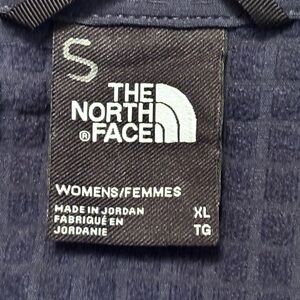 S
THE
NORTH
® FACE
WOMENS/FEMMES
MADE IN JORDAN XL
FABRIQUÉ EN TG
JORDANIE